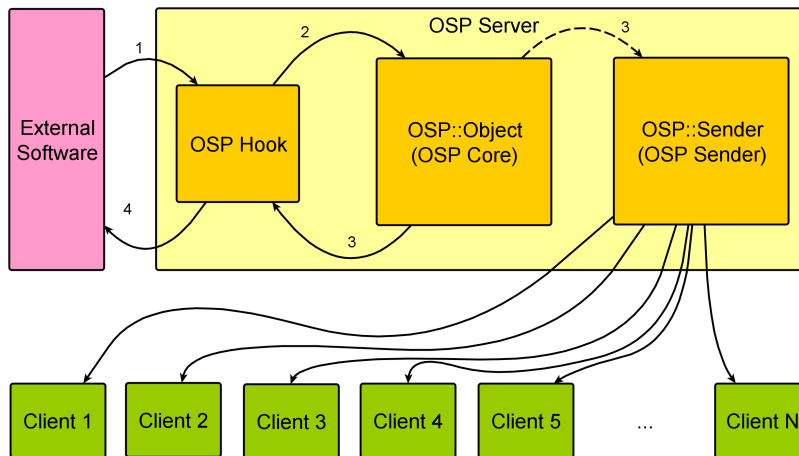 OSP Server
1
2
3
External
Software
OSP Hook
OSP::Object
(OSP Core)
OSP::Sender
(OSP Sender)
4
3
Client 1
Client 2
Client 3
Client 4
Client 5
...
Client N